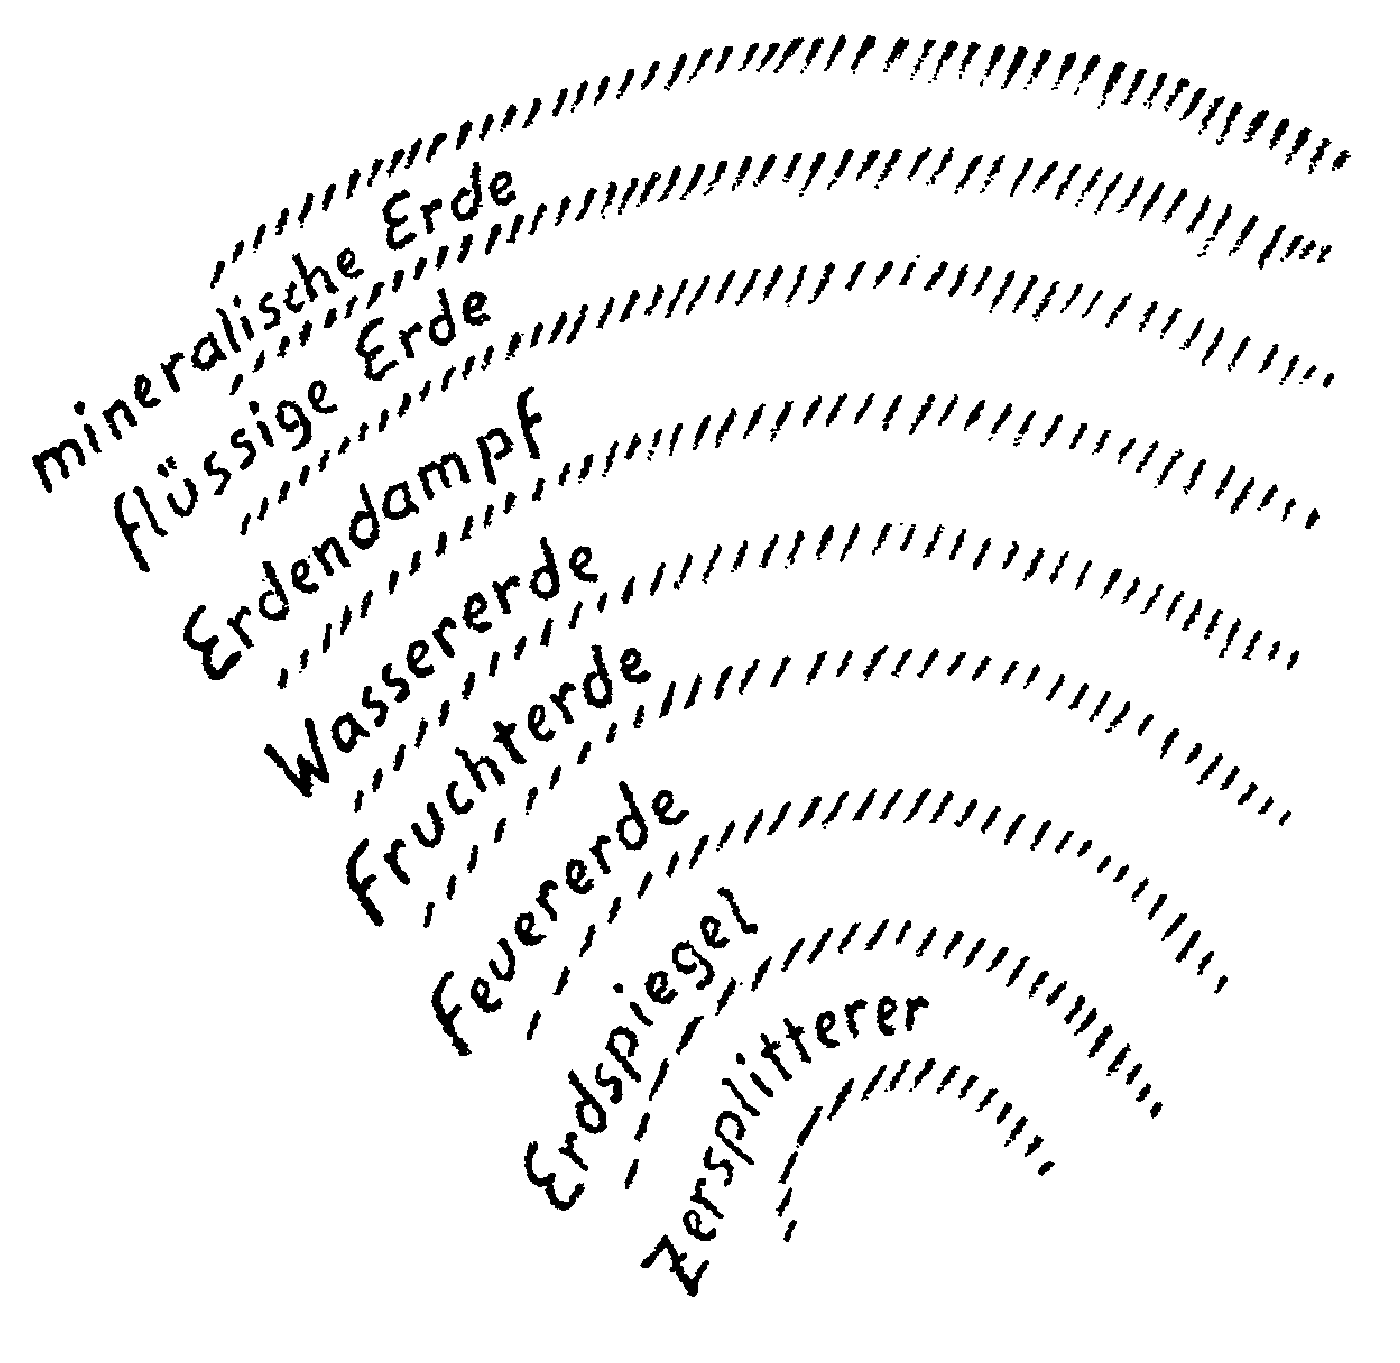 mineralische Erde
flüssige Erde
Erdendampf
Wassererde
Fruchterde
Feuererde
Erdspiegel
Zersplitterer